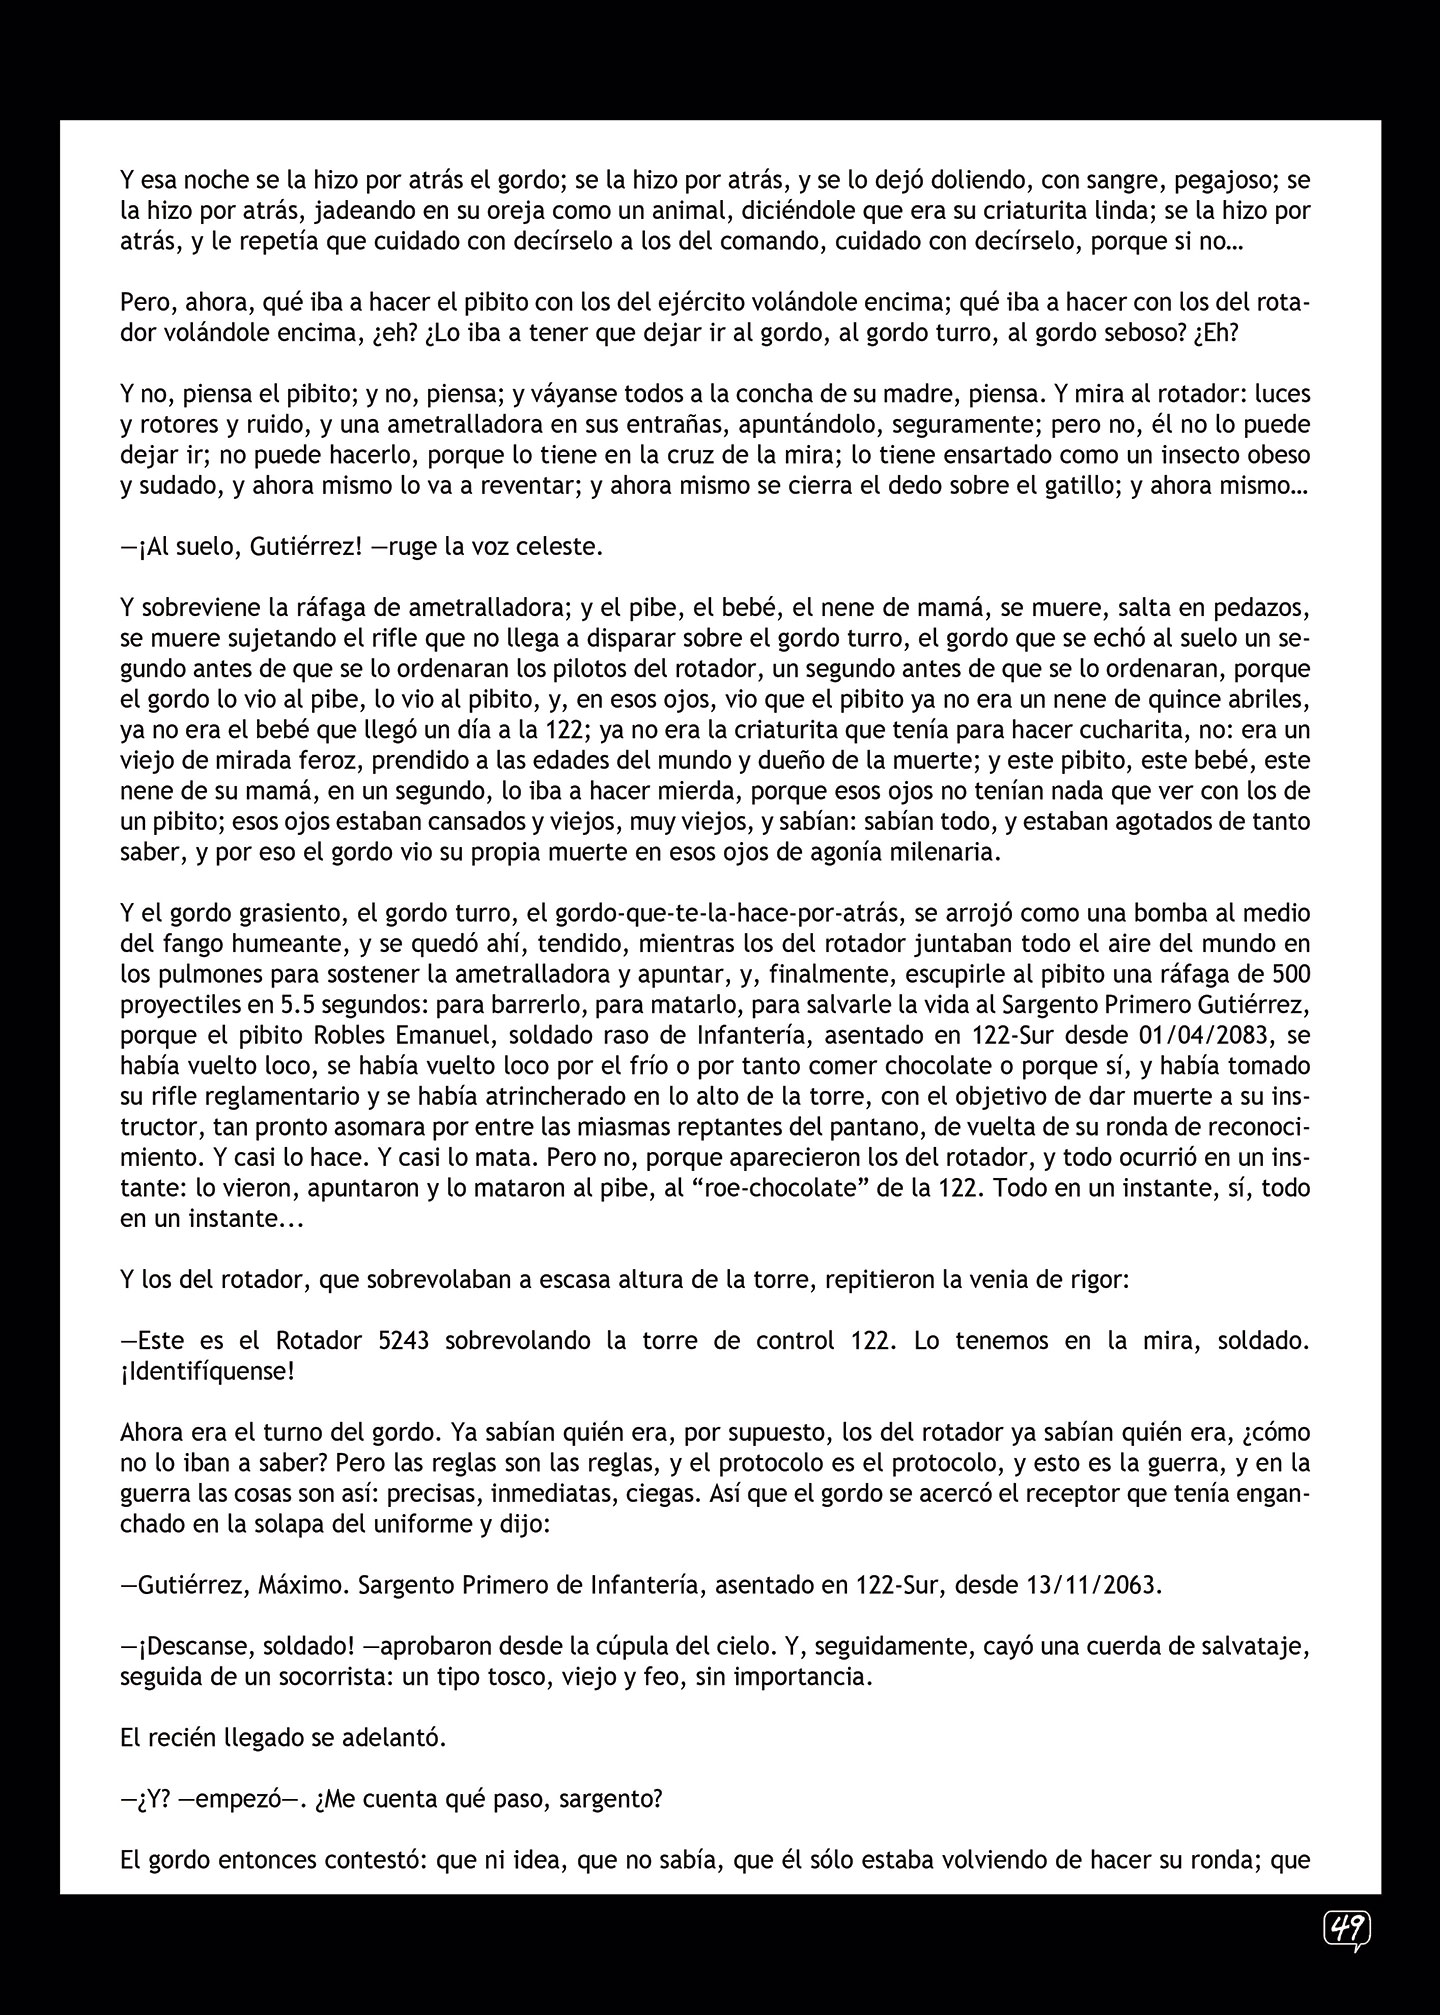 Y esa noche se la hizo por atrás el gordo; se la hizo por atrás, y se lo dejó doliendo, con sangre, pegajoso; se
la hizo por atrás, jadeando en su oreja como un animal, diciéndole que era su criaturita linda; se la hizo por
atrás, y le repetía que cuidado con decírselo a los del comando, cuidado con decírselo, porque si no…
Pero, ahora, qué iba a hacer el pibito con los del ejército volándole encima; qué iba a hacer con los del rota-
dor volándole encima, ¿eh? ¿Lo iba a tener que dejar ir al gordo, al gordo turro, al gordo seboso? ¿Eh?
Y no, piensa el pibito; y no, piensa; y váyanse todos a la concha de su madre, piensa. Y mira al rotador: luces
y rotores y ruido, y una ametralladora en sus entrañas, apuntándolo, seguramente; pero no, él no lo puede
dejar ir; no puede hacerlo, porque lo tiene en la cruz de la mira; lo tiene ensartado como un insecto obeso
y sudado, y ahora mismo lo va a reventar; y ahora mismo se cierra el dedo sobre el gatillo; y ahora mismo…
—¡Al suelo, Gutiérrez! —ruge la voz celeste.
Y sobreviene la ráfaga de ametralladora; y el pibe, el bebé, el nene de mamá, se muere, salta en pedazos,
se muere sujetando el rifle que no llega a disparar sobre el gordo turro, el gordo que se echó al suelo un se-
gundo antes de que se lo ordenaran los pilotos del rotador, un segundo antes de que se lo ordenaran, porque
el gordo lo vio al pibe, lo vio al pibito, y, en esos ojos, vio que el pibito ya no era un nene de quince abriles,
ya no era el bebé que llegó un día a la 122; ya no era la criaturita que tenía para hacer cucharita, no: era un
viejo de mirada feroz, prendido a las edades del mundo y dueño de la muerte; y este pibito, este bebé, este
nene de su mamá, en un segundo, lo iba a hacer mierda, porque esos ojos no tenían nada que ver con los de
un pibito; esos ojos estaban cansados y viejos, muy viejos, y sabían: sabían todo, y estaban agotados de tanto
saber, y por eso el gordo vio su propia muerte en esos ojos de agonía milenaria.
Y el gordo grasiento, el gordo turro, el gordo-que-te-la-hace-por-atrás, se arrojó como una bomba al medio
del fango humeante, y se quedó ahí, tendido, mientras los del rotador juntaban todo el aire del mundo en
los pulmones para sostener la ametralladora y apuntar, y, finalmente, escupirle al pibito una ráfaga de 500
proyectiles en 5.5 segundos: para barrerlo, para matarlo, para salvarle la vida al Sargento Primero Gutiérrez,
porque el pibito Robles Emanuel, soldado raso de Infantería, asentado en 122-Sur desde 01/04/2083, se
había vuelto loco, se había vuelto loco por el frío o por tanto comer chocolate o porque sí, y había tomado
su rifle reglamentario y se había atrincherado en lo alto de la torre, con el objetivo de dar muerte a su ins-
tructor, tan pronto asomara por entre las miasmas reptantes del pantano, de vuelta de su ronda de reconoci-
miento. Y casi lo hace. Y casi lo mata. Pero no, porque aparecieron los del rotador, y todo ocurrió en un ins-
tante: lo vieron, apuntaron y lo mataron al pibe, al “roe-chocolate” de la 122. Todo en un instante, sí, todo
en un instante...
Y los del rotador, que sobrevolaban a escasa altura de la torre, repitieron la venia de rigor:
—Este es el Rotador 5243 sobrevolando la torre de control 122. Lo tenemos en la mira, soldado.
¡Identifíquense!
Ahora era el turno del gordo. Ya sabían quién era, por supuesto, los del rotador ya sabían quién era, ¿cómo
no lo iban a saber? Pero las reglas son las reglas, y el protocolo es el protocolo, y esto es la guerra, y en la
guerra las cosas son así: precisas, inmediatas, ciegas. Así que el gordo se acercó el receptor que tenía engan-
chado en la solapa del uniforme y dijo:
—Gutiérrez, Máximo. Sargento Primero de Infantería, asentado en 122-Sur, desde 13/11/2063.
—¡Descanse, soldado! —aprobaron desde la cúpula del cielo. Y, seguidamente, cayó una cuerda de salvataje,
seguida de un socorrista: un tipo tosco, viejo y feo, sin importancia.
El recién llegado se adelantó.
—¿Y? —empezó—. ¿Me cuenta qué paso, sargento?
El gordo entonces contestó: que ni idea, que no sabía, que él sólo estaba volviendo de hacer su ronda; que
49